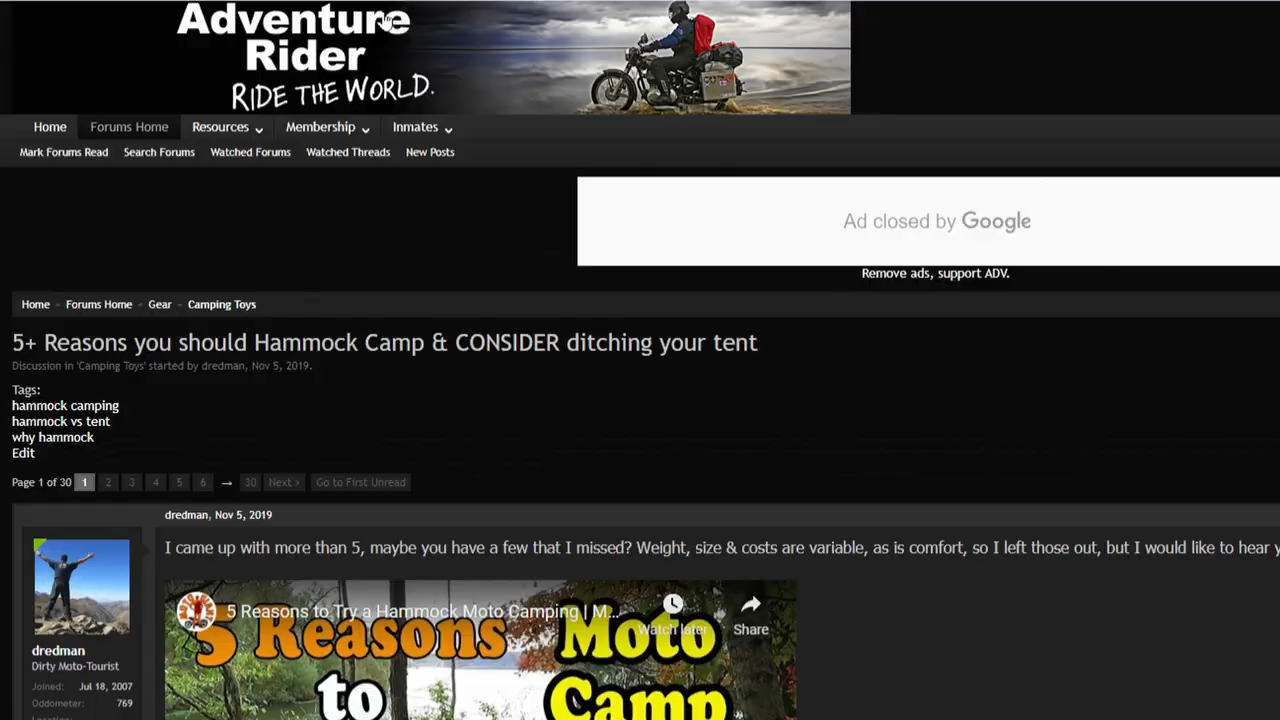 Adventure
Rider
RIDE THE WORLD.
Home Forums Home Resources Membership Inmates
Mark Forums Read Search Forums Watched Forums Watched Threads New Posts
Ad closed by Google
Remove ads, support ADV.
Home Forums Home Gear Camping Toys
5+ Reasons you should Hammock Camp & CONSIDER ditching your tent
Discussion in 'Camping Toys' started by dredman, Nov 5, 2019.
Tags:
hammock camping
hammock vs tent
why hammock
Edit
Page 1 of 30 1 2 3 4 5 6 → 30 Next > Go to First Unread
dredman, Nov 5, 2019
I came up with more than 5, maybe you have a few that I missed? Weight, size & costs are variable, as is comfort, so I left those out, but I would like to hear
5 Reasons to Try a Hammock Moto Camping | M...
Watch later Share
5 Reasons Moto
to Camp
dredman
Dirty Moto-Tourist
Joined: Jul 18, 2007
Oddometer: 769